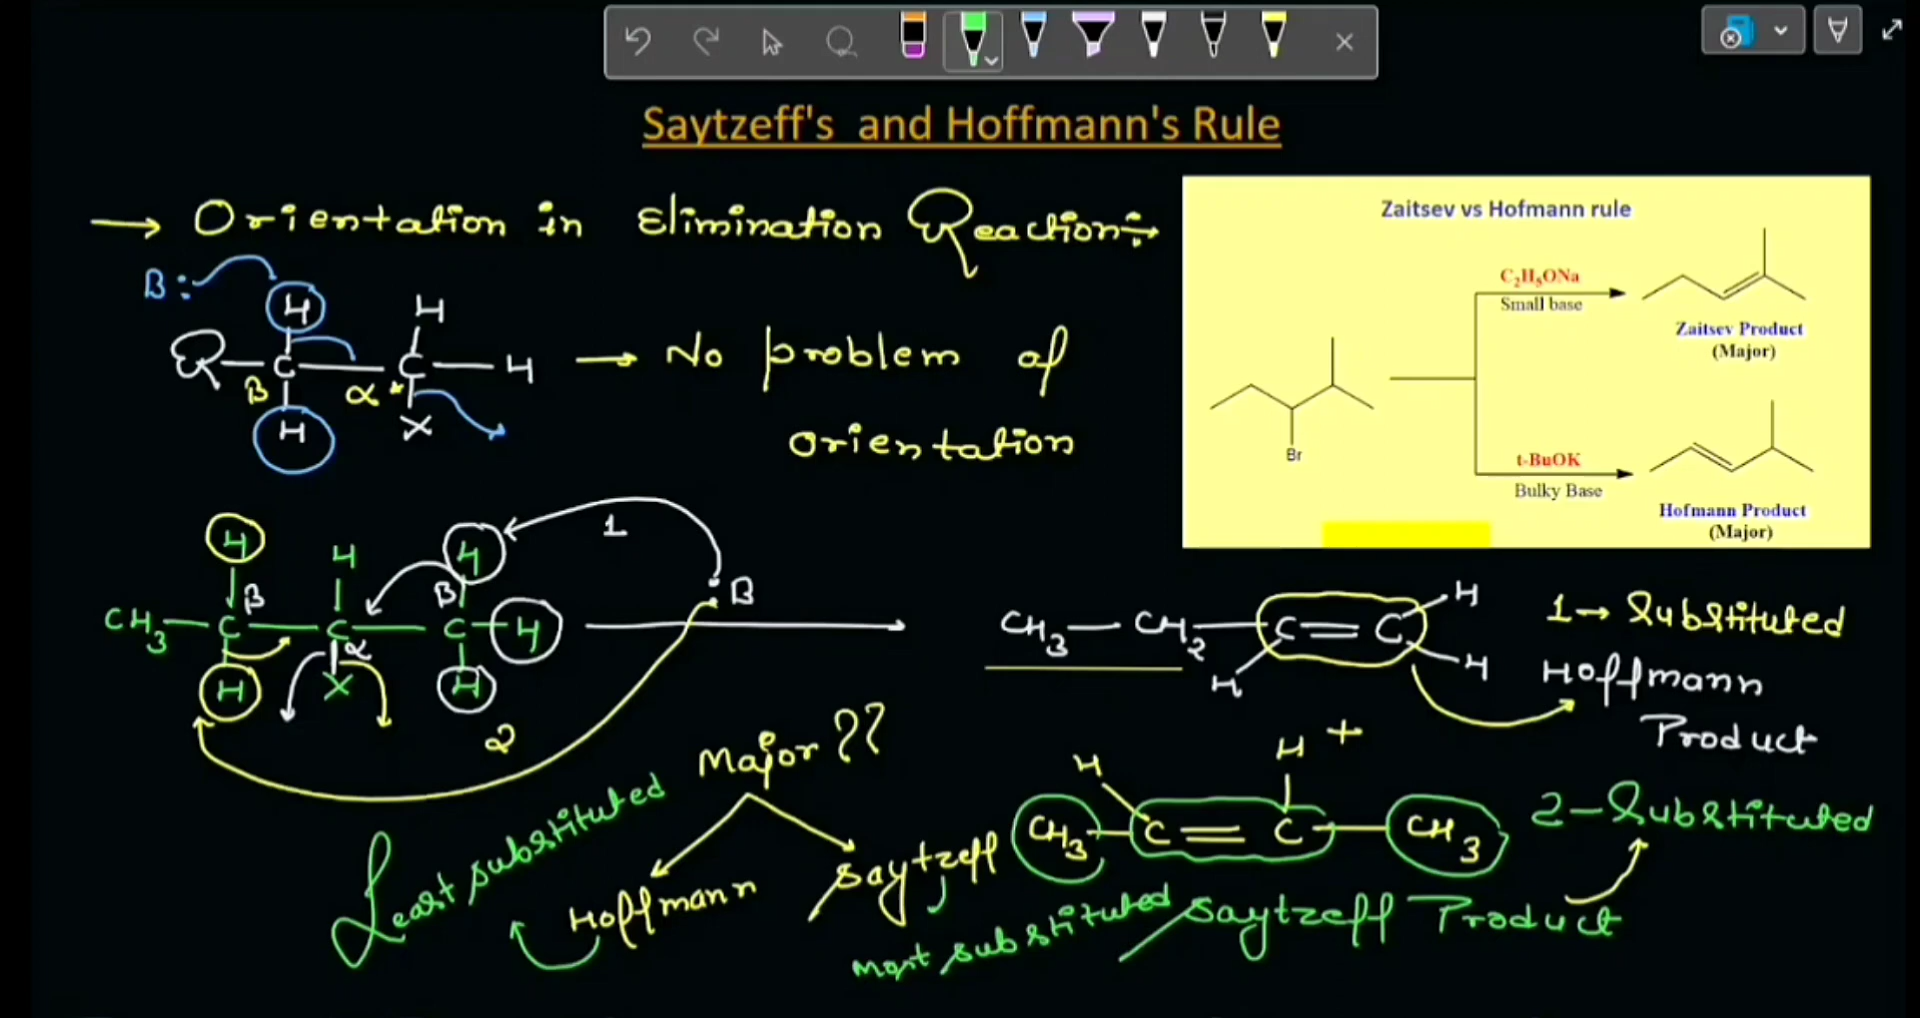 Saytzeff's and Hoffmann's Rule
→ Orientation in Elimination Reaction:→
B:
H H
R–C–C–H → No problem of
β α *
H X
orientation
Zaitsev vs Hofmann rule
C₂H₅ONa
Small base
Zaitsev Product
(Major)
Br
t-BuOK
Bulky Base
Hofmann Product
(Major)
H H H
1
β β :B
CH₃–C–C–C–H →
α
H X H
2
CH₃–CH₂–C=C–H
H H
1→ Substituted
Hoffmann
Product
Major ??
Hoffmann
Saytzeff
Least substituted
most substituted
+
H H
CH₃–C=C–CH₃
2–Substituted
Saytzeff Product